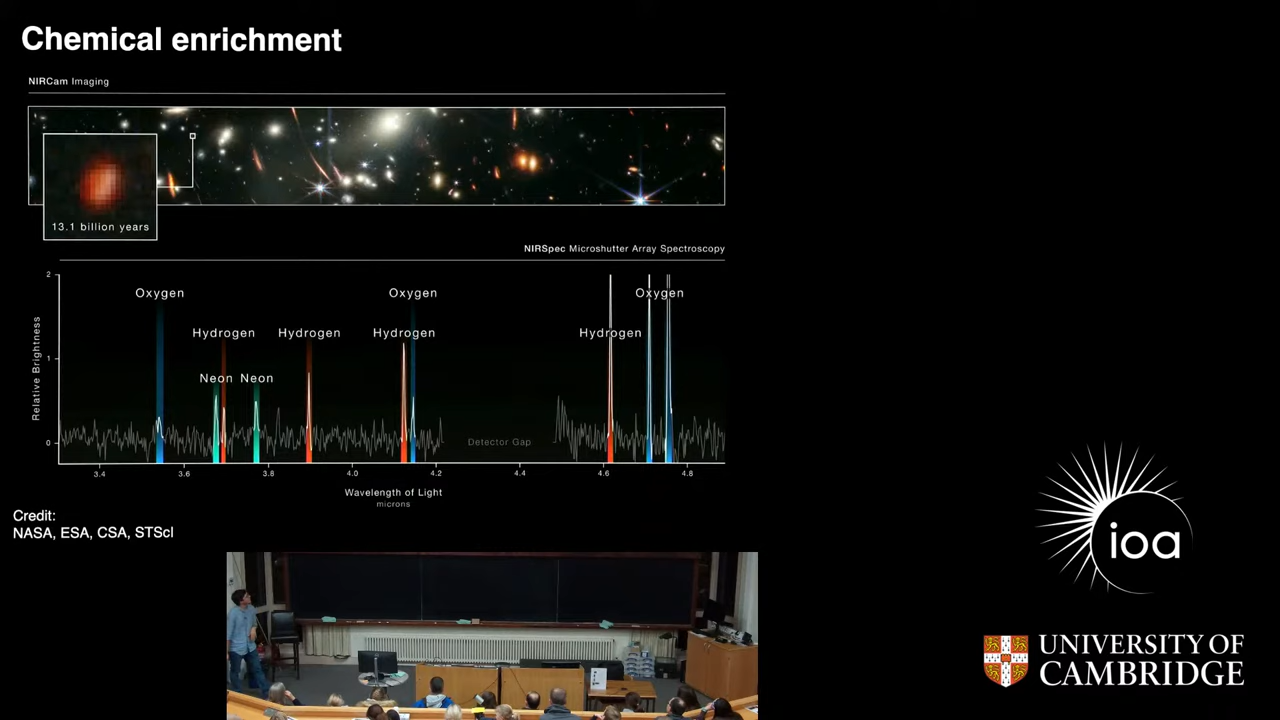 Chemical enrichment
NIRCam Imaging
13.1 billion years
NIRSpec Microshutter Array Spectroscopy
2
Oxygen
Oxygen
Oxygen
Hydrogen
Hydrogen
Hydrogen
Hydrogen
1
Neon
Neon
Relative Brightness
0
Detector Gap
3.4
3.6
3.8
4.0
4.2
4.4
4.6
4.8
Wavelength of Light
microns
Credit:
NASA, ESA, CSA, STScI
ioa
UNIVERSITY OF
CAMBRIDGE